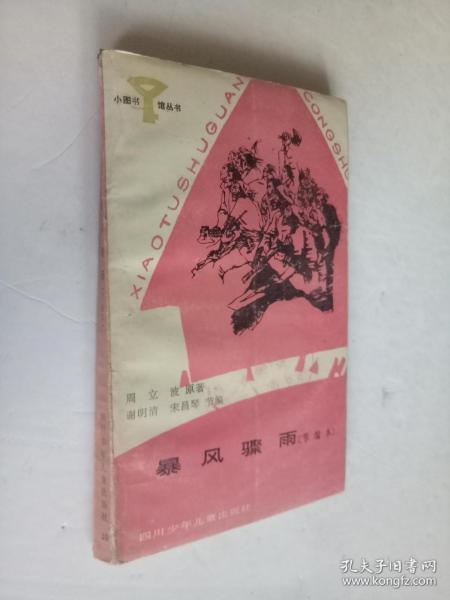 小图书馆丛书
XIAOTUSHUGUAN
CONGSHU
周立波 原著
谢明清 宋昌琴 节编
暴风骤雨(节编本)
四川少年儿童出版社
孔夫子旧书网
www.kongfz.com